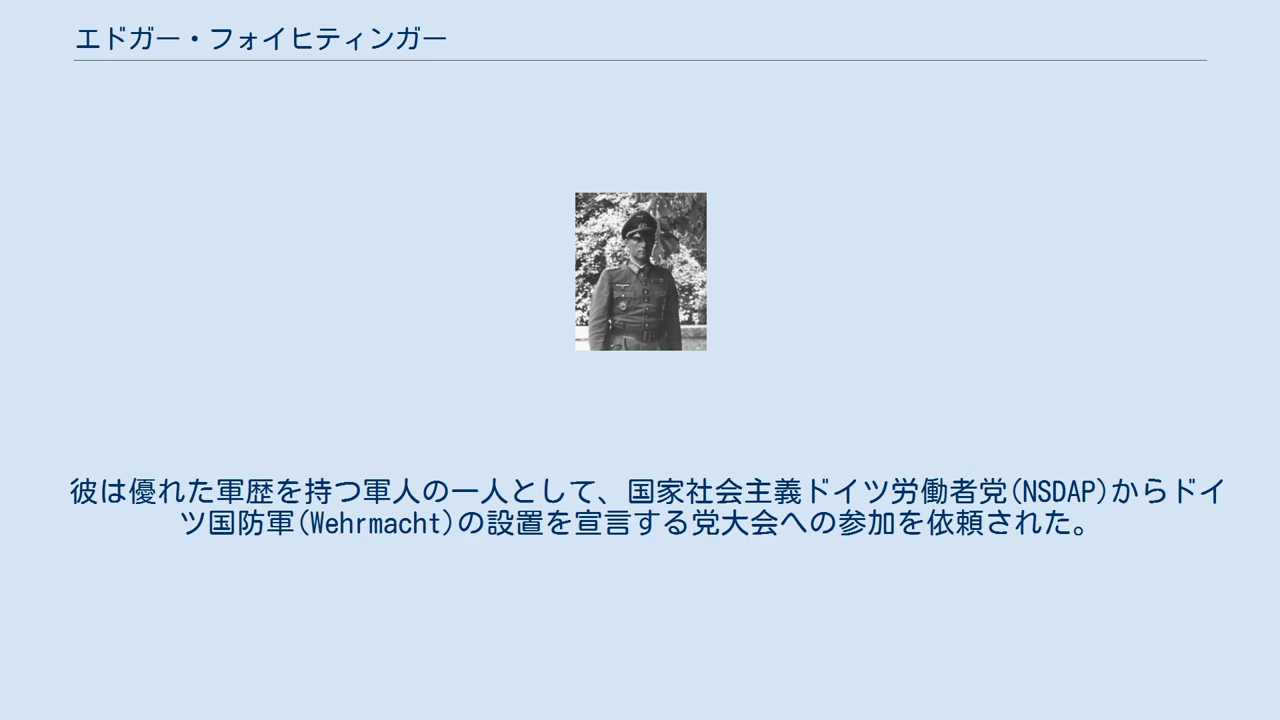 エドガー・フォイヒティンガー
彼は優れた軍歴を持つ軍人の一人として、国家社会主義ドイツ労働者党(NSDAP)からドイ
ツ国防軍(Wehrmacht)の設置を宣言する党大会への参加を依頼された。